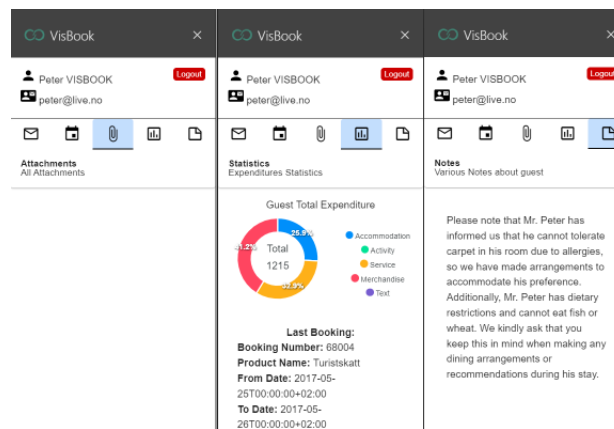 VisBook
Peter VISBOOK
Logout
peter@live.no
Attachments
All Attachments
VisBook
Peter VISBOOK
Logout
peter@live.no
Statistics
Expenditures Statistics
Guest Total Expenditure
25.9%
Total
1215
Accommodation
Activity
Service
Merchandise
Text
Last Booking:
Booking Number: 68004
Product Name: Turistskatt
From Date: 2017-05-
25T00:00:00+02:00
To Date: 2017-05-
26T00:00:00+02:00
VisBook
Peter VISBOOK
Logout
peter@live.no
Notes
Various Notes about guest
Please note that Mr. Peter has
informed us that he cannot tolerate
carpet in his room due to allergies,
so we have made arrangements to
accommodate his preference.
Additionally, Mr. Peter has dietary
restrictions and cannot eat fish or
wheat. We kindly ask that you
keep this in mind when making any
dining arrangements or
recommendations during his stay.